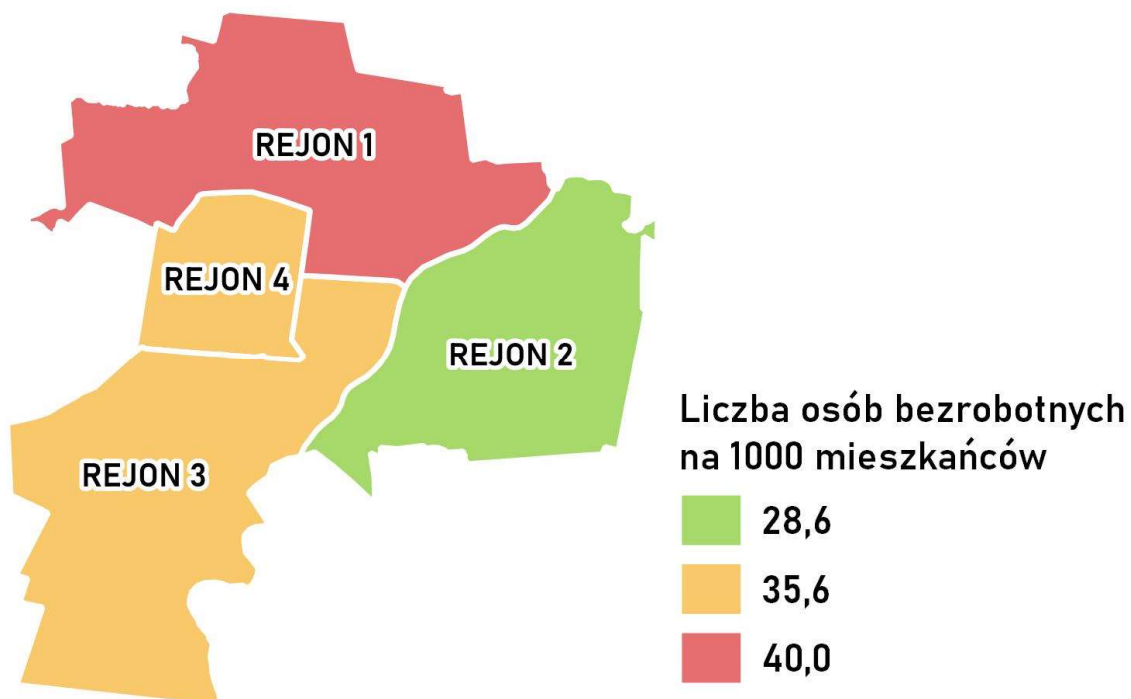 REJON 1
REJON 4
REJON 2
REJON 3
Liczba osób bezrobotnych
na 1000 mieszkańców
28,6
35,6
40,0